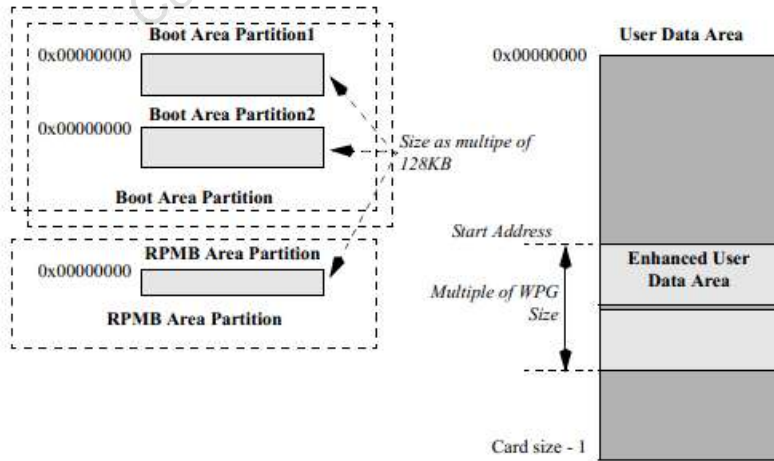 Boot Area Partition1
0x00000000
Boot Area Partition2
0x00000000
Size as multipe of
128KB
Boot Area Partition
RPMB Area Partition
0x00000000
RPMB Area Partition
User Data Area
0x00000000
Start Address
Enhanced User
Data Area
Multiple of WPG
Size
Card size - 1